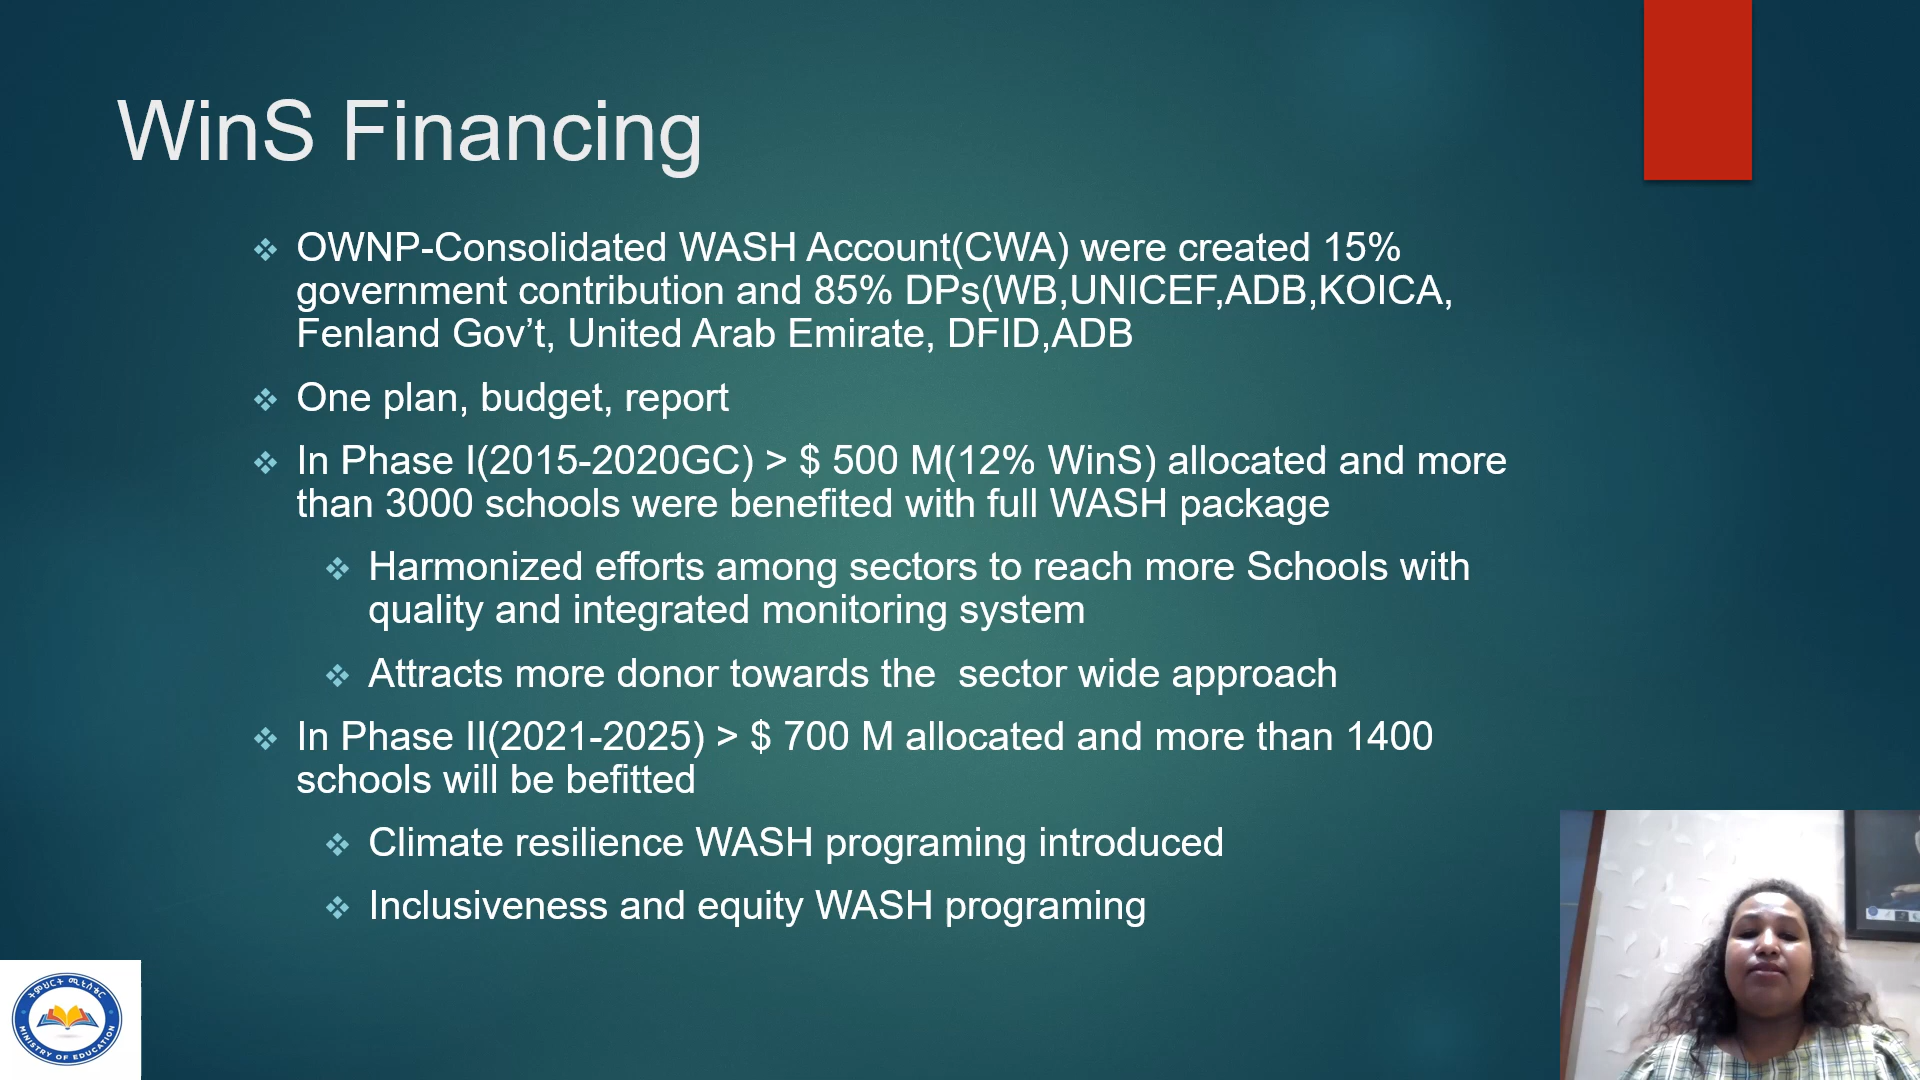 WinS Financing
OWNP-Consolidated WASH Account(CWA) were created 15%
government contribution and 85% DPs(WB,UNICEF,ADB,KOICA,
Fenland Gov’t, United Arab Emirate, DFID,ADB
One plan, budget, report
In Phase I(2015-2020GC) > $ 500 M(12% WinS) allocated and more
than 3000 schools were benefited with full WASH package
Harmonized efforts among sectors to reach more Schools with
quality and integrated monitoring system
Attracts more donor towards the  sector wide approach
In Phase II(2021-2025) > $ 700 M allocated and more than 1400
schools will be befitted
Climate resilience WASH programing introduced
Inclusiveness and equity WASH programing
ትምህርት ሚኒስቴር
MINISTRY OF EDUCATION